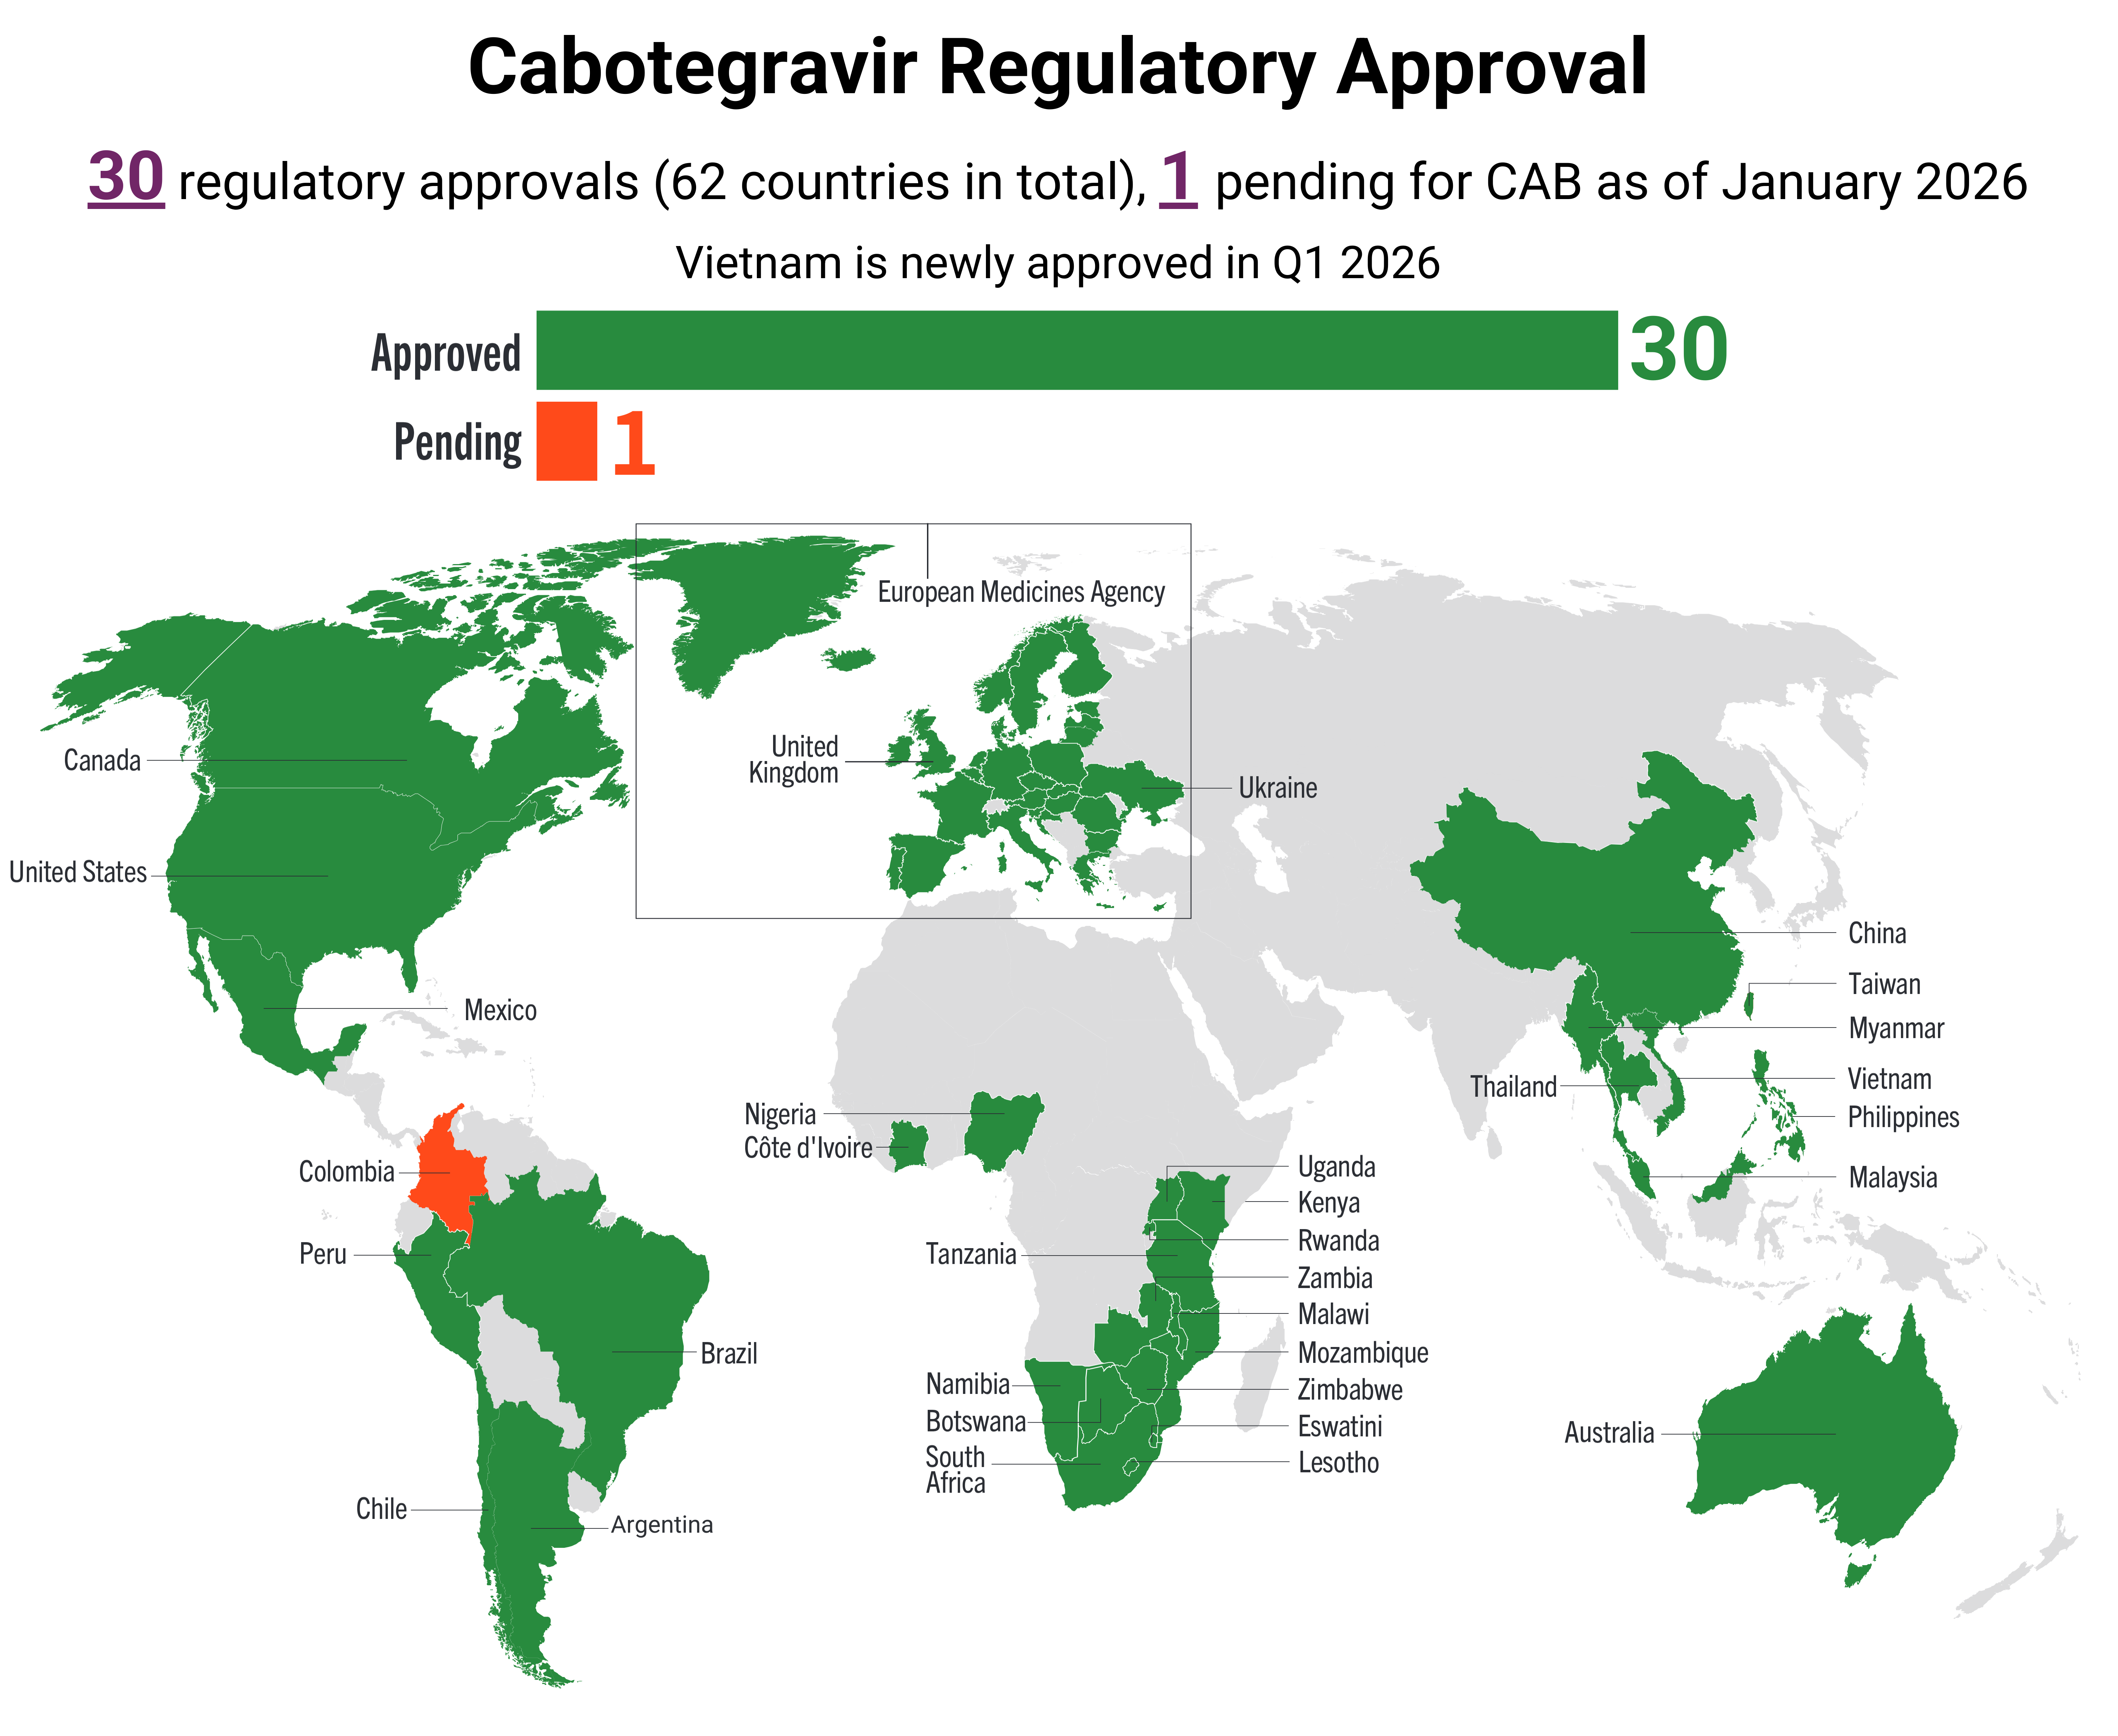 Cabotegravir Regulatory Approval
30 regulatory approvals (62 countries in total), 1 pending for CAB as of January 2026
Vietnam is newly approved in Q1 2026
Approved 30
Pending 1
European Medicines Agency
United
Kingdom
Ukraine
Canada
United States
Mexico
China
Taiwan
Myanmar
Thailand
Vietnam
Philippines
Malaysia
Nigeria
Côte d'Ivoire
Colombia
Peru
Brazil
Chile
Argentina
Uganda
Kenya
Rwanda
Tanzania
Zambia
Malawi
Mozambique
Namibia
Zimbabwe
Botswana
Eswatini
South
Africa
Lesotho
Australia